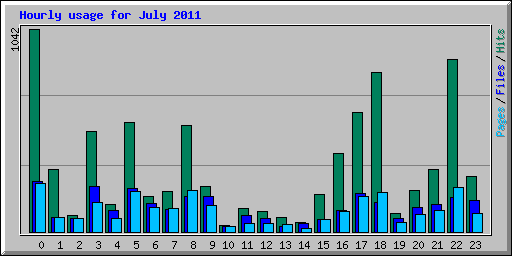 Hourly usage for July 2011
1042
Pages/Files/Hits
0 1 2 3 4 5 6 7 8 9 10 11 12 13 14 15 16 17 18 19 20 21 22 23